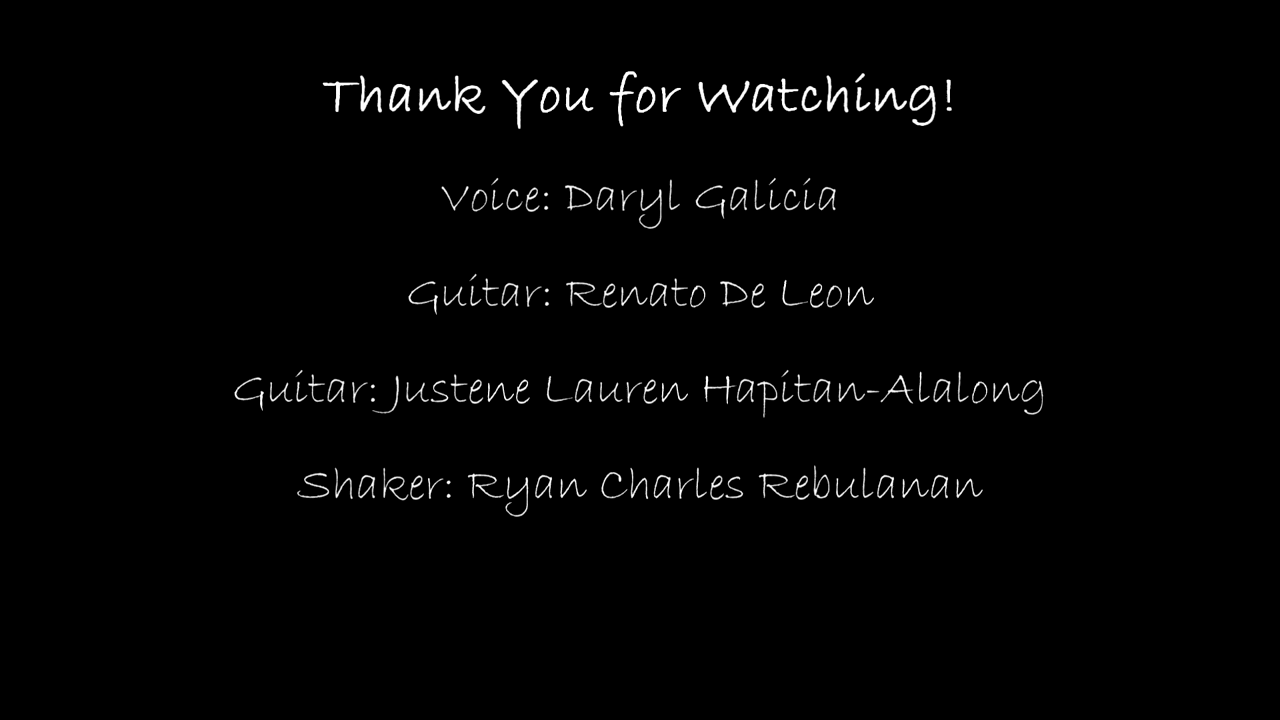 Thank You for Watching!
Voice: Daryl Galicia
Guitar: Renato De Leon
Guitar: Justene Lauren Hapitan-Alalong
Shaker: Ryan Charles Rebulanan